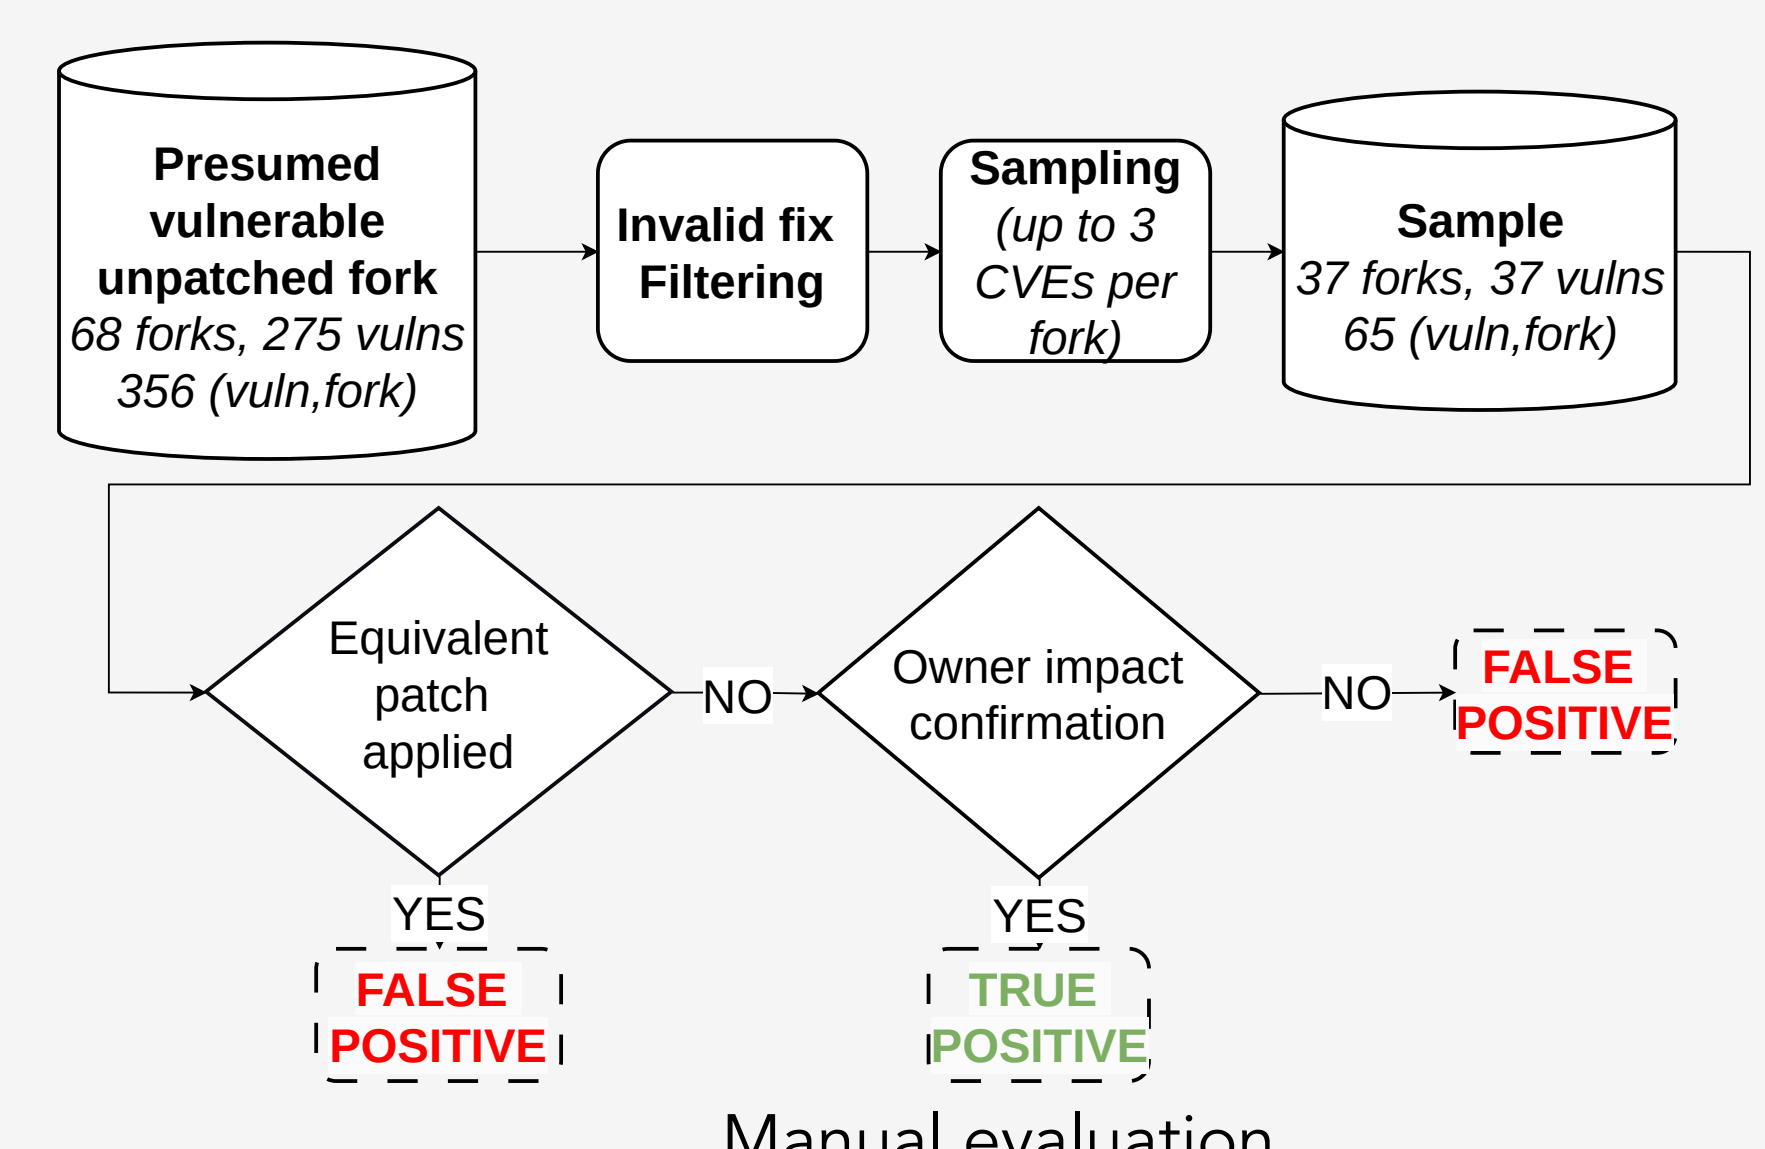 Presumed
vulnerable
unpatched fork
68 forks, 275 vulns
356 (vuln,fork)
Invalid fix
Filtering
Sampling
(up to 3
CVEs per
fork)
Sample
37 forks, 37 vulns
65 (vuln,fork)
Equivalent
patch
applied
NO
Owner impact
confirmation
NO
FALSE
POSITIVE
YES
FALSE
POSITIVE
YES
TRUE
POSITIVE
Manual evaluation